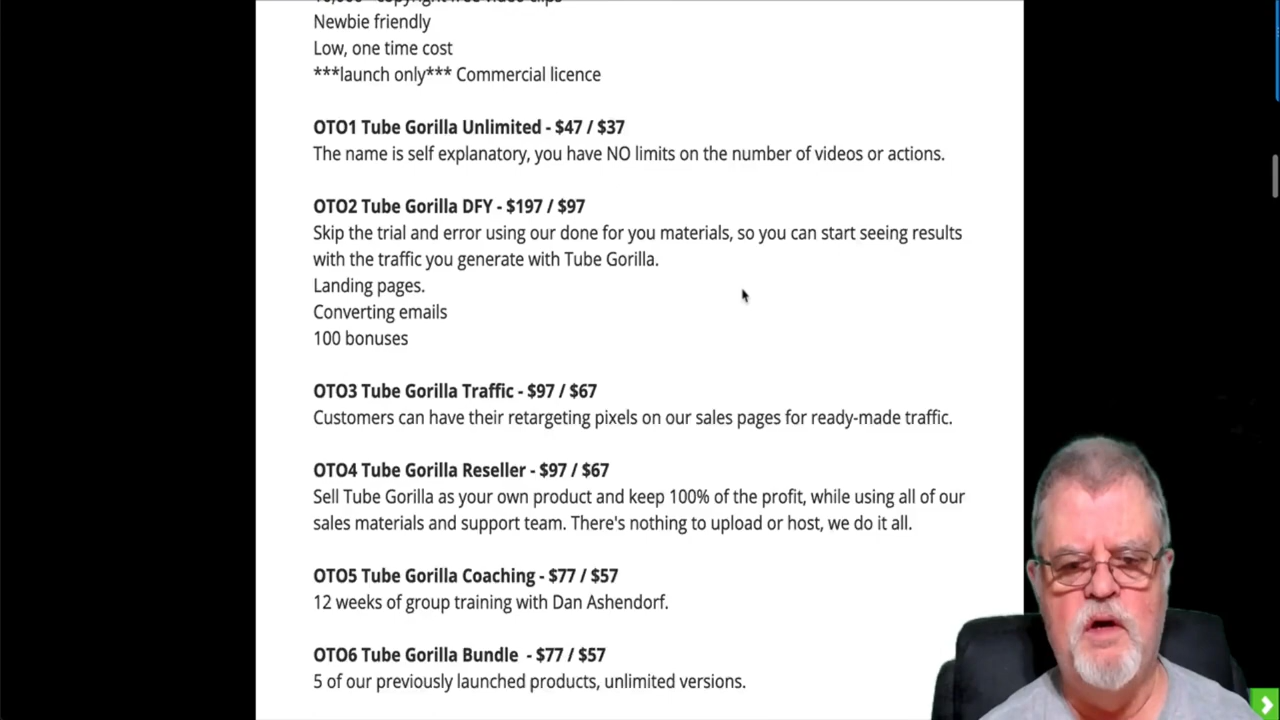 Newbie friendly
Low, one time cost
***launch only*** Commercial licence
OTO1 Tube Gorilla Unlimited - $47 / $37
The name is self explanatory, you have NO limits on the number of videos or actions.
OTO2 Tube Gorilla DFY - $197 / $97
Skip the trial and error using our done for you materials, so you can start seeing results
with the traffic you generate with Tube Gorilla.
Landing pages.
Converting emails
100 bonuses
OTO3 Tube Gorilla Traffic - $97 / $67
Customers can have their retargeting pixels on our sales pages for ready-made traffic.
OTO4 Tube Gorilla Reseller - $97 / $67
Sell Tube Gorilla as your own product and keep 100% of the profit, while using all of our
sales materials and support team. There's nothing to upload or host, we do it all.
OTO5 Tube Gorilla Coaching - $77 / $57
12 weeks of group training with Dan Ashendorf.
OTO6 Tube Gorilla Bundle - $77 / $57
5 of our previously launched products, unlimited versions.